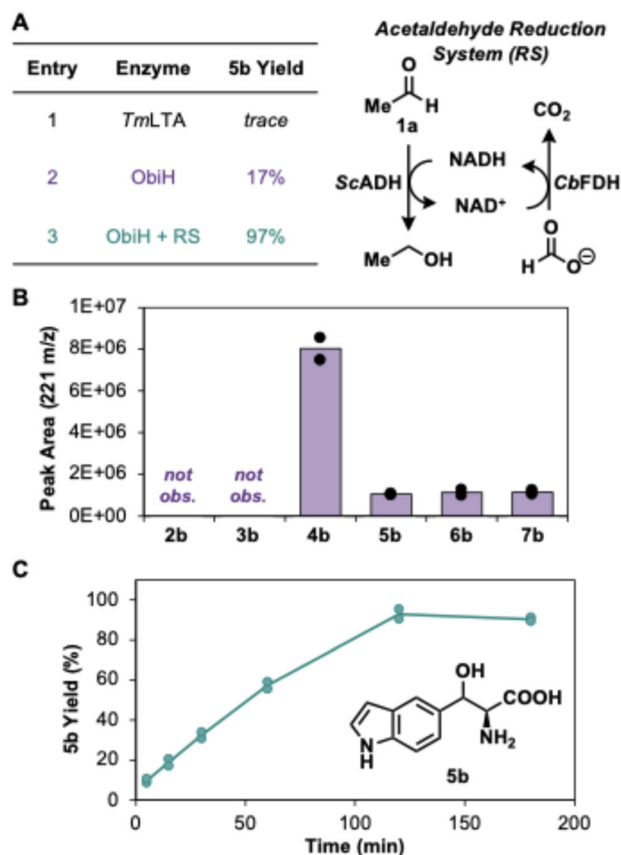 A
Entry Enzyme 5b Yield
1 TmLTA trace
2 ObiH 17%
3 ObiH + RS 97%
Acetaldehyde Reduction
System (RS)
O
Me H
1a
CO₂
NADH
ScADH CbFDH
NAD⁺
Me OH
O
H O⊖
B
Peak Area (221 m/z)
1E+07
8E+06
6E+06
4E+06
2E+06
0E+00
not
obs.
not
obs.
2b 3b 4b 5b 6b 7b
C
5b Yield (%)
100
80
60
40
20
0
OH
COOH
NH₂
N
H
5b
0 50 100 150 200
Time (min)